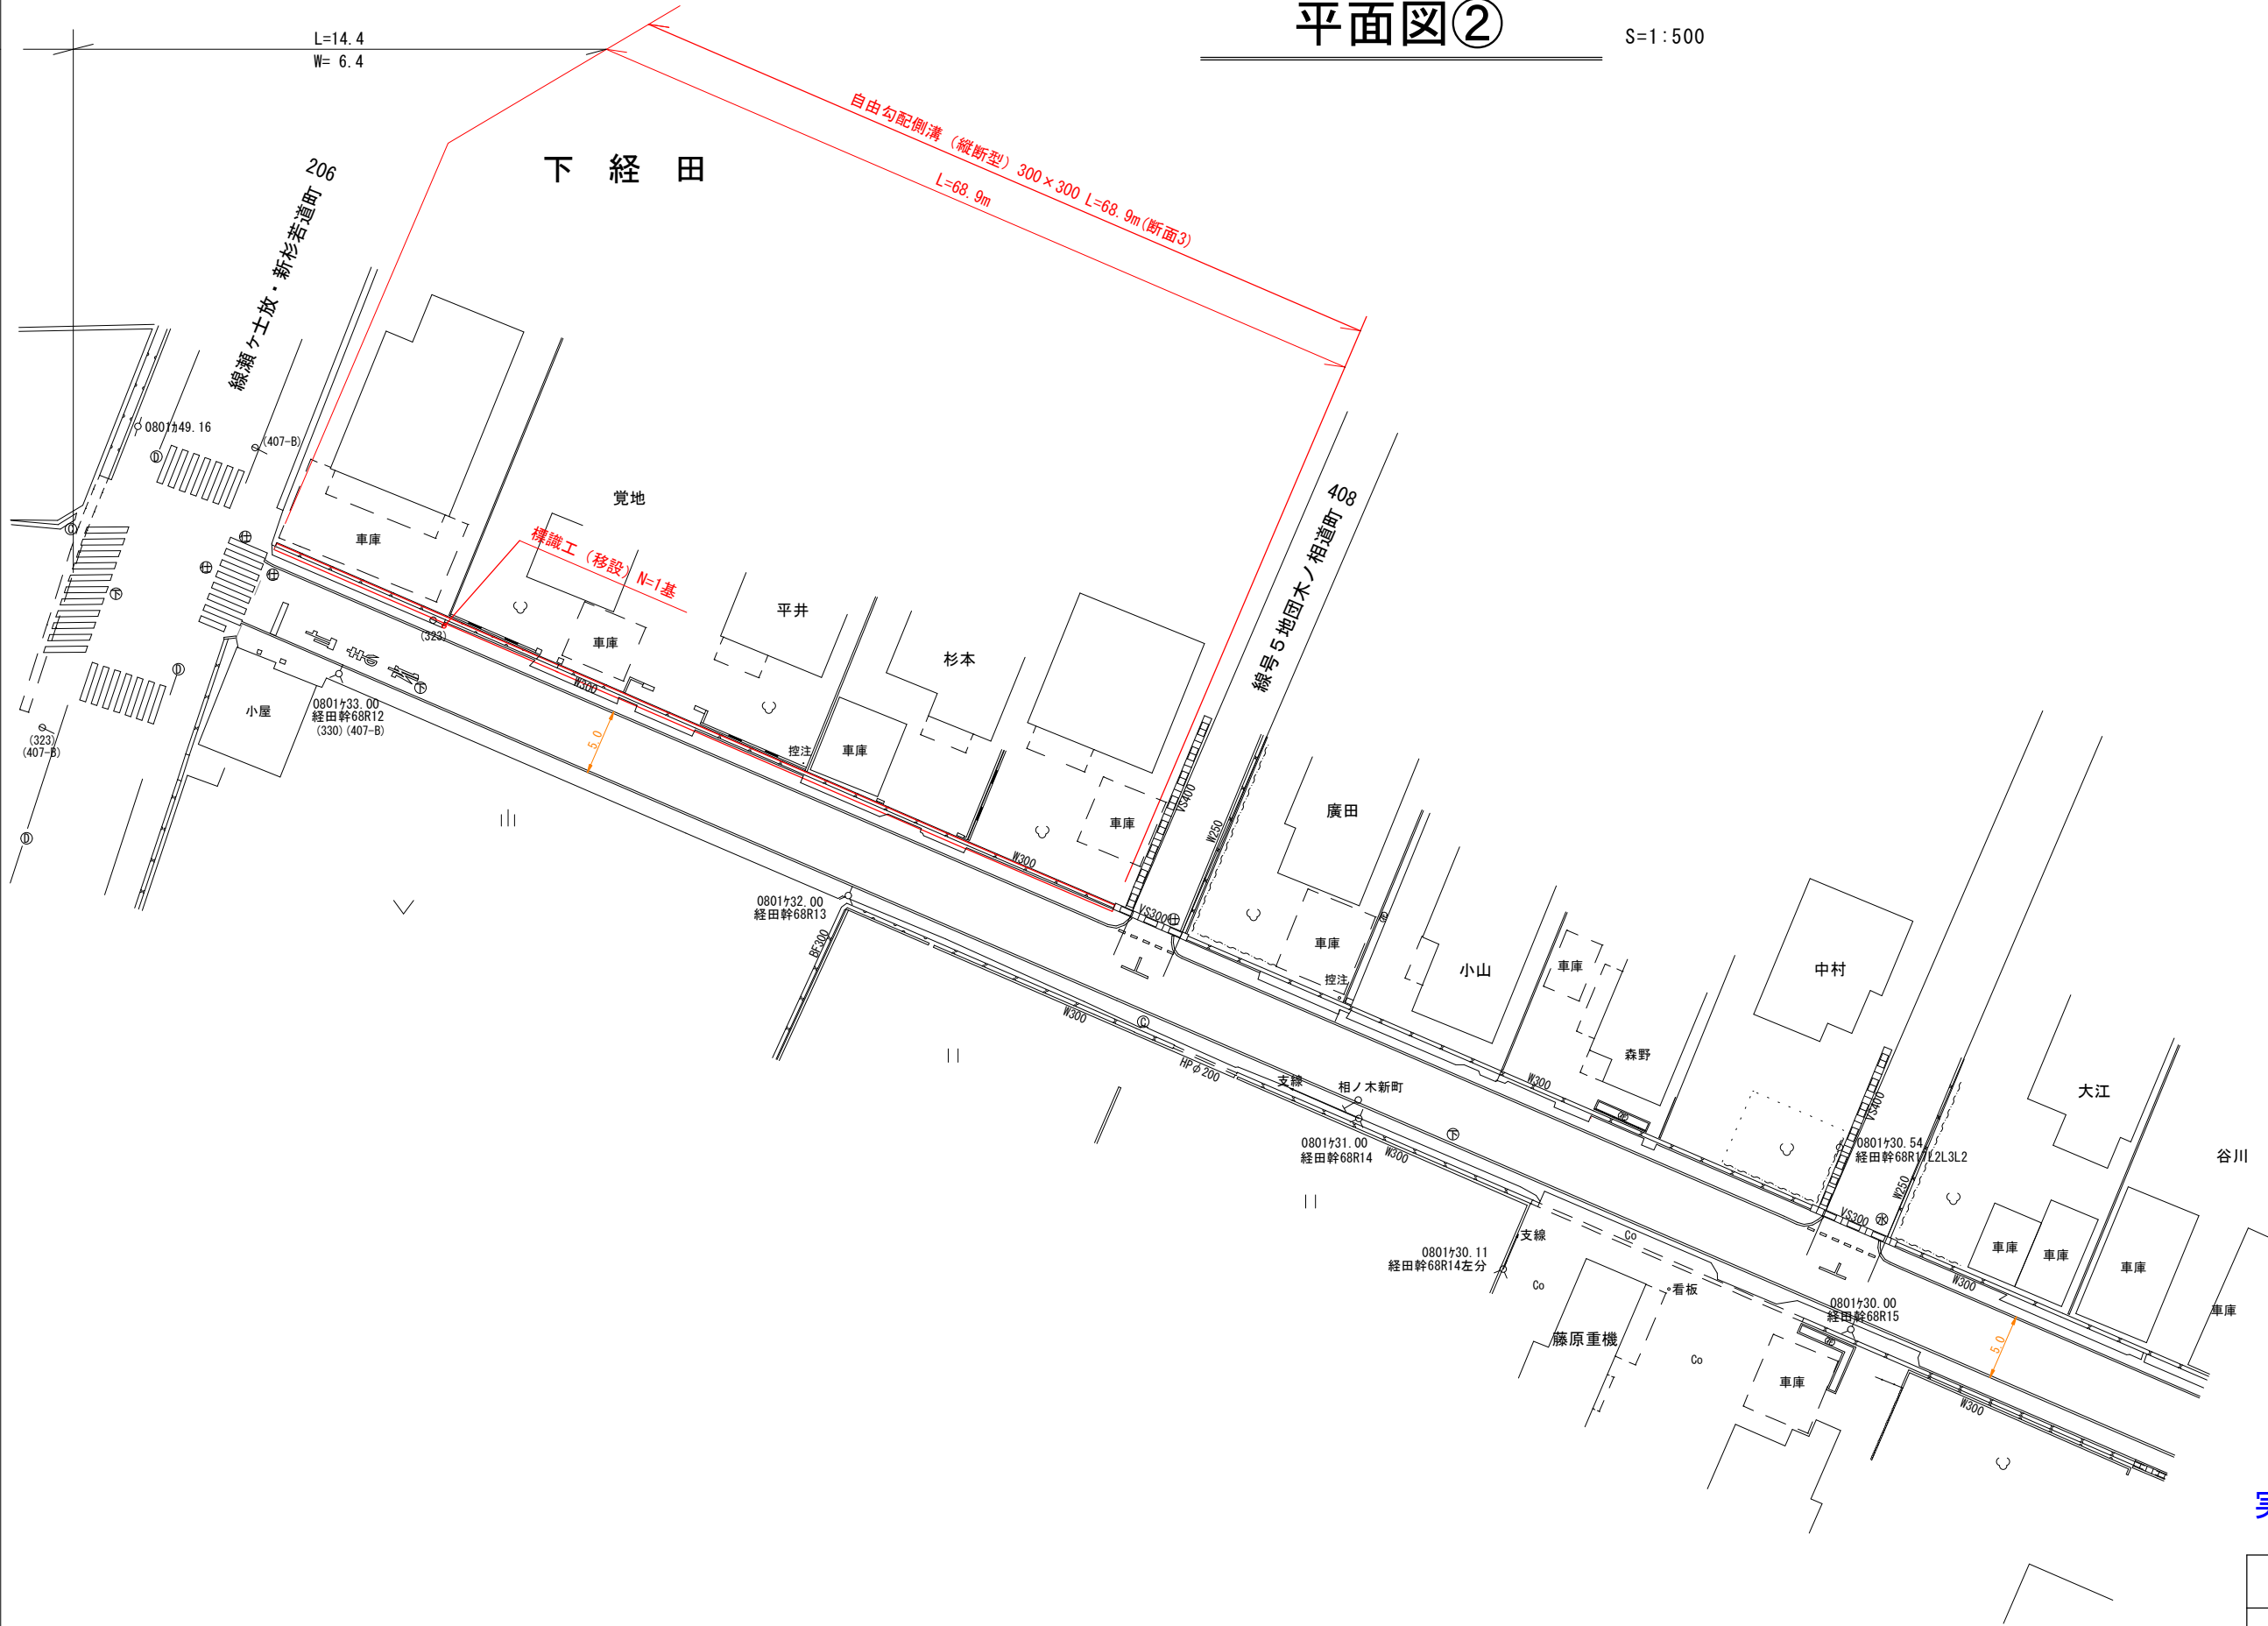 平面図②
S=1:500
L=14.4
W= 6.4
自由勾配側溝（縦断型）300×300 L=68.9m(断面3)
L=68.9m
下 経 田
206
線瀬ヶ士放・新杉若道町
0801ｶ49.16
(407-B)
車庫
覚地
標識工（移設）N=1基
(323)
車庫
平井
杉本
408
線号５地団木ノ相道町
W300
5.0
控注
車庫
小屋
0801ｹ33.00
経田幹68R12
(330)(407-B)
(323)
(407-B)
車庫
VS400
W250
W300
VS300
廣田
車庫
控注
小山
車庫
森野
中村
0801ｹ32.00
経田幹68R13
BF300
W300
HPφ200
支線
相ノ木新町
0801ｹ31.00
経田幹68R14
W300
W300
VS400
0801ｹ30.54
経田幹68R17L2L3L2
W250
VS300
大江
谷川
車庫
車庫
車庫
車庫
W300
支線
0801ｹ30.11
経田幹68R14左分
Co
Co
看板
藤原重機
Co
0801ｹ30.00
経田幹68R15
車庫
5.0
W300